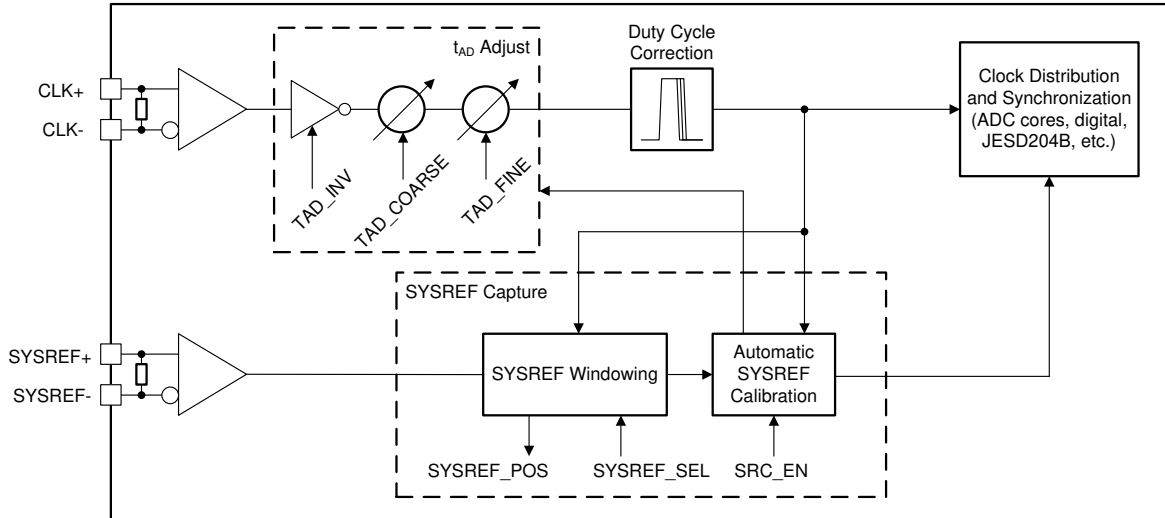 t_AD Adjust
Duty Cycle
Correction
Clock Distribution
and Synchronization
(ADC cores, digital,
JESD204B, etc.)
CLK+
CLK-
TAD_INV
TAD_COARSE
TAD_FINE
SYSREF Capture
SYSREF+
SYSREF-
SYSREF Windowing
Automatic
SYSREF
Calibration
SYSREF_POS
SYSREF_SEL
SRC_EN